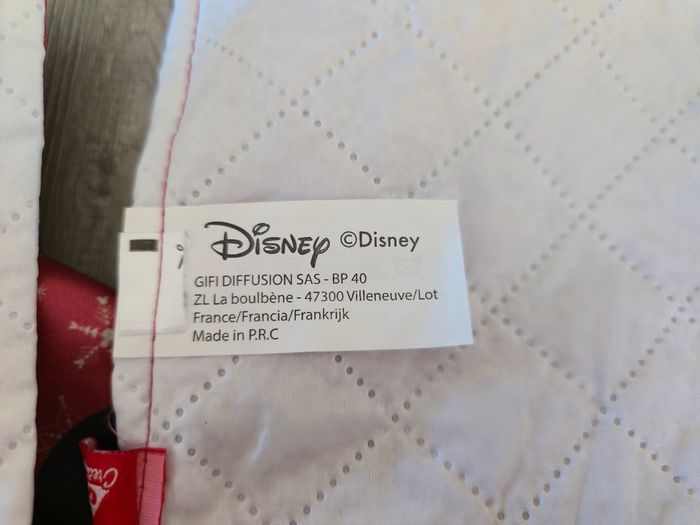 Disney ©Disney
GIFI DIFFUSION SAS - BP 40
ZL La boulbène - 47300 Villeneuve/Lot
France/Francia/Frankrijk
Made in P.R.C